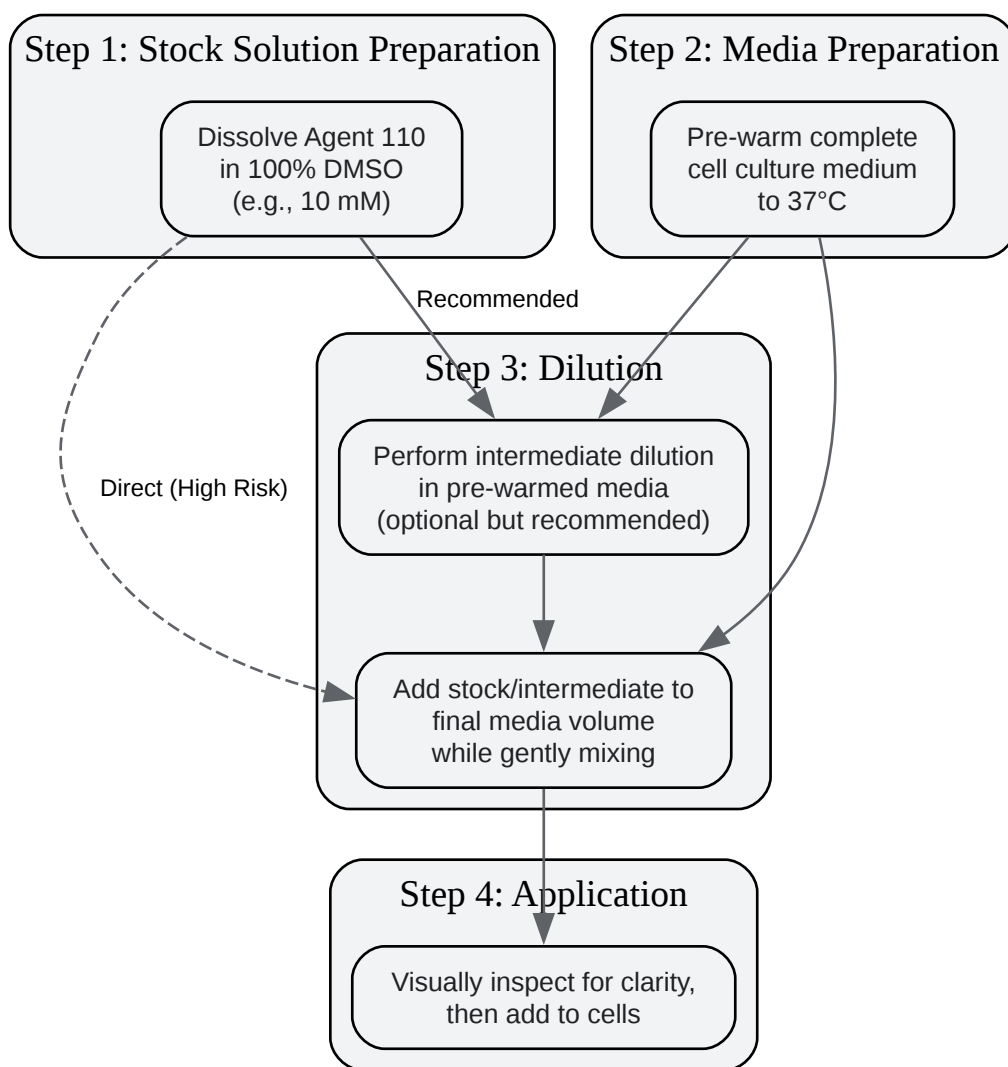 Step 1: Stock Solution Preparation
Dissolve Agent 110
in 100% DMSO
(e.g., 10 mM)
Step 2: Media Preparation
Pre-warm complete
cell culture medium
to 37°C
Recommended
Direct (High Risk)
Step 3: Dilution
Perform intermediate dilution
in pre-warmed media
(optional but recommended)
Add stock/intermediate to
final media volume
while gently mixing
Step 4: Application
Visually inspect for clarity,
then add to cells